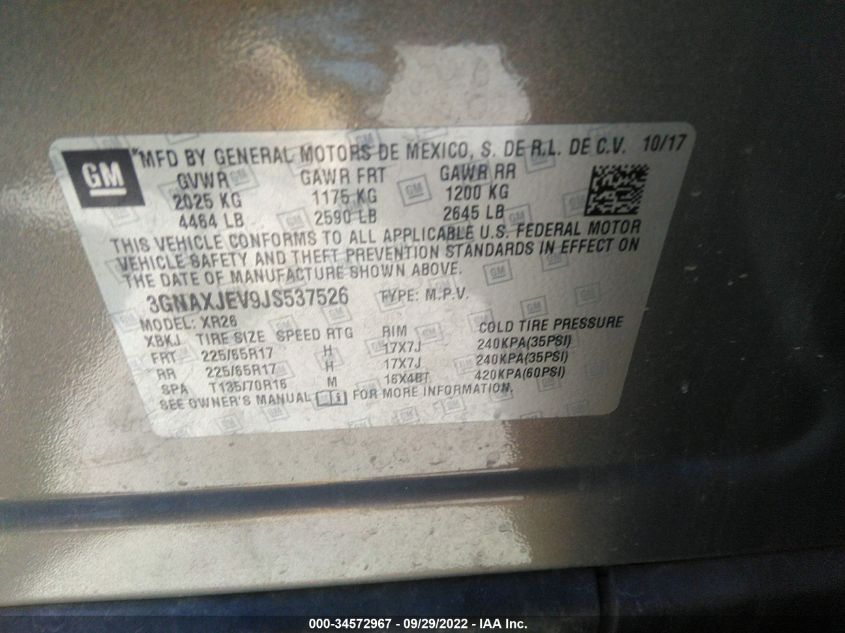 GM
*MFD BY GENERAL MOTORS DE MEXICO, S. DE R.L. DE C.V. 10/17
GVWR GAWR FRT GAWR RR
2025 KG 1175 KG 1200 KG
4464 LB 2590 LB 2645 LB
THIS VEHICLE CONFORMS TO ALL APPLICABLE U.S. FEDERAL MOTOR
VEHICLE SAFETY AND THEFT PREVENTION STANDARDS IN EFFECT ON
THE DATE OF MANUFACTURE SHOWN ABOVE.
3GNAXJEV9JS537526 TYPE: M.P.V.
MODEL: XR26
XBKJ TIRE SIZE SPEED RTG RIM COLD TIRE PRESSURE
FRT 225/65R17 H 17X7J 240KPA(35PSI)
RR 225/65R17 H 17X7J 240KPA(35PSI)
SPA T135/70R16 M 16X4BT 420KPA(60PSI)
SEE OWNER'S MANUAL FOR MORE INFORMATION.
000-34572967 - 09/29/2022 - IAA Inc.